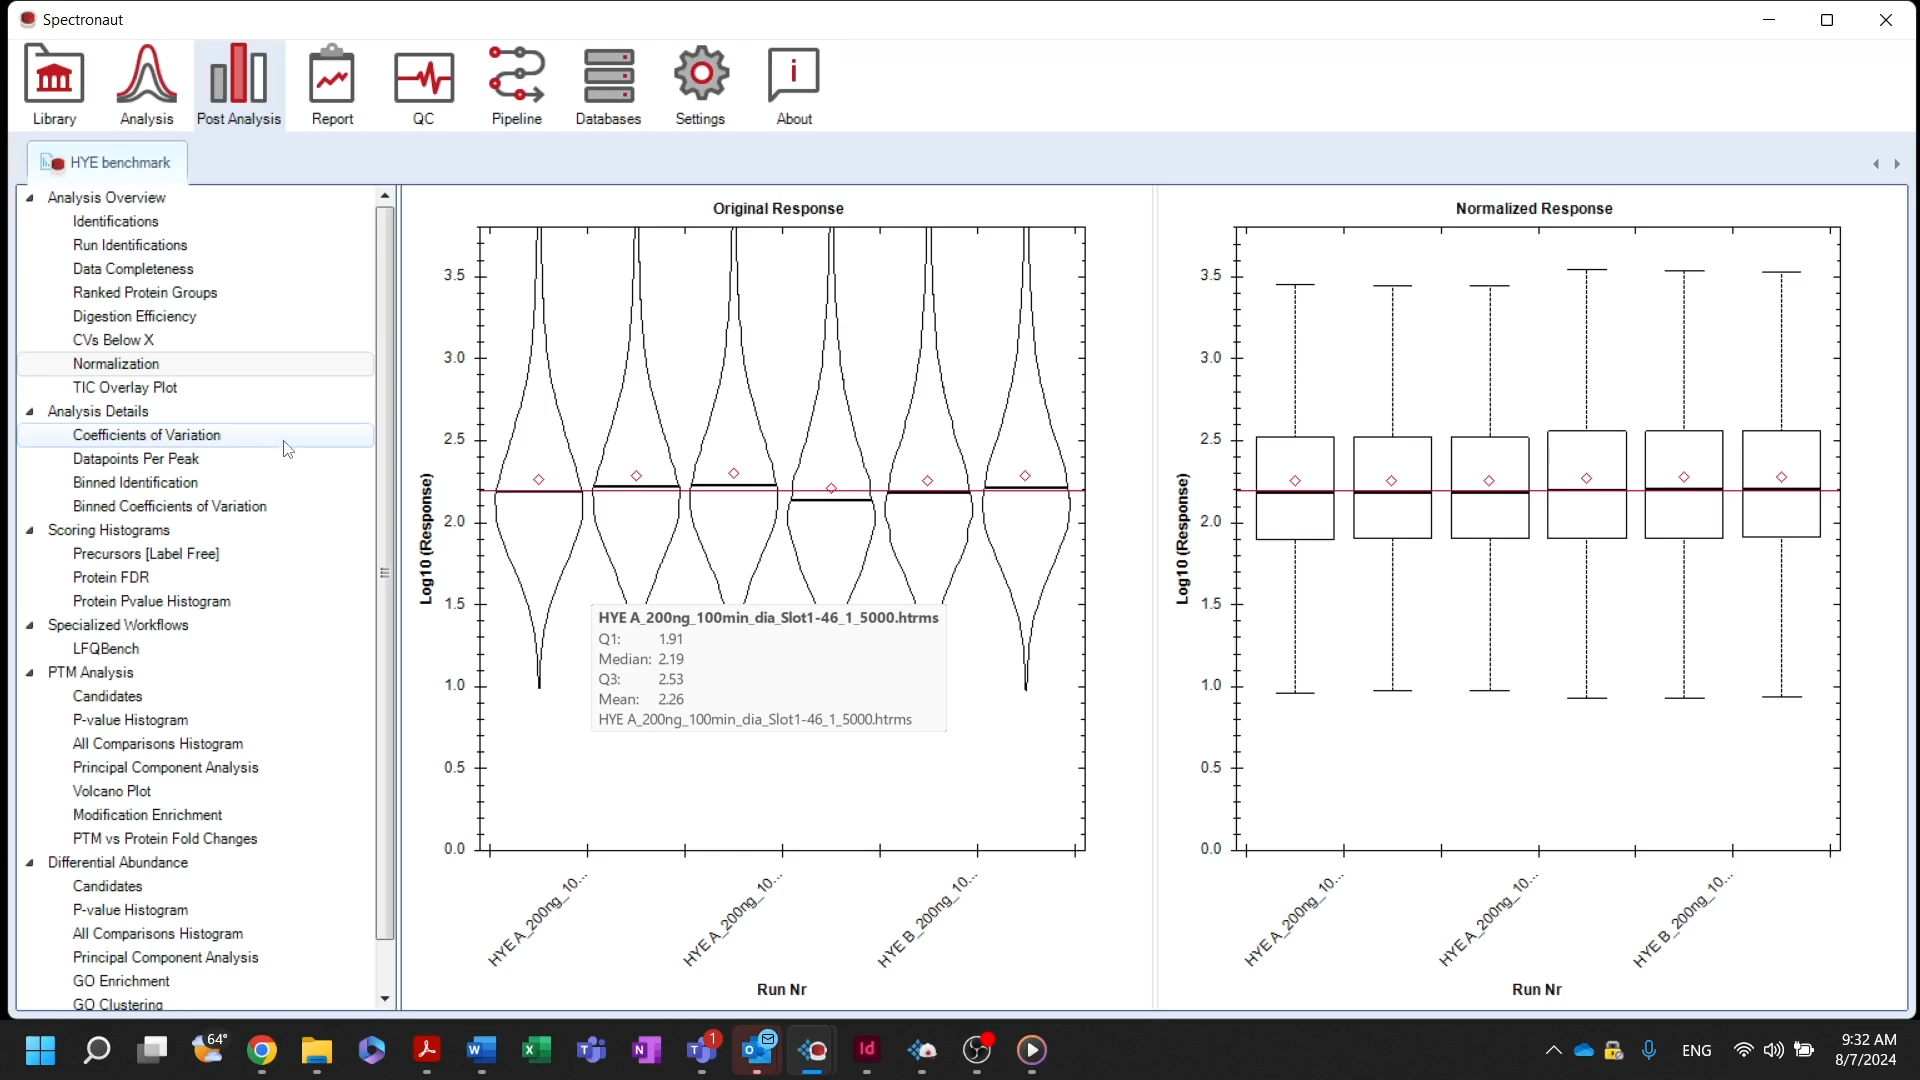 Spectronaut
Library
Analysis
Post Analysis
Report
QC
Pipeline
Databases
Settings
About
HYE benchmark
Analysis Overview
Identifications
Run Identifications
Data Completeness
Ranked Protein Groups
Digestion Efficiency
CVs Below X
Normalization
TIC Overlay Plot
Analysis Details
Coefficients of Variation
Datapoints Per Peak
Binned Identification
Binned Coefficients of Variation
Scoring Histograms
Precursors [Label Free]
Protein FDR
Protein Pvalue Histogram
Specialized Workflows
LFQBench
PTM Analysis
Candidates
P-value Histogram
All Comparisons Histogram
Principal Component Analysis
Volcano Plot
Modification Enrichment
PTM vs Protein Fold Changes
Differential Abundance
Candidates
P-value Histogram
All Comparisons Histogram
Principal Component Analysis
GO Enrichment
GO Clustering
Original Response
Log10 (Response)
3.5
3.0
2.5
2.0
1.5
1.0
0.5
0.0
HYE A_200ng_100min_dia_Slot1-46_1_5000.htrms
Q1: 1.91
Median: 2.19
Q3: 2.53
Mean: 2.26
HYE A_200ng_100min_dia_Slot1-46_1_5000.htrms
HYE A_200ng_10...
HYE A_200ng_10...
HYE B_200ng_10...
Run Nr
Normalized Response
Log10 (Response)
3.5
3.0
2.5
2.0
1.5
1.0
0.5
0.0
HYE A_200ng_10...
HYE A_200ng_10...
HYE B_200ng_10...
Run Nr
64°
1
ENG
9:32 AM
8/7/2024